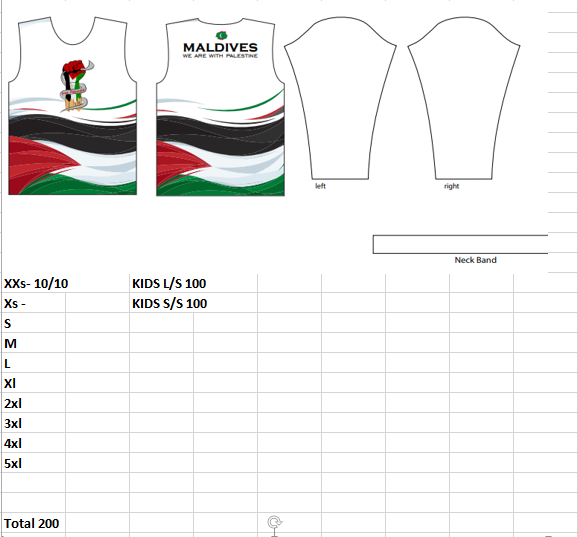 MALDIVES
WE ARE WITH PALESTINE
left
right
Neck Band
XXs- 10/10
KIDS L/S 100
Xs -
KIDS S/S 100
S
M
L
Xl
2xl
3xl
4xl
5xl
Total 200